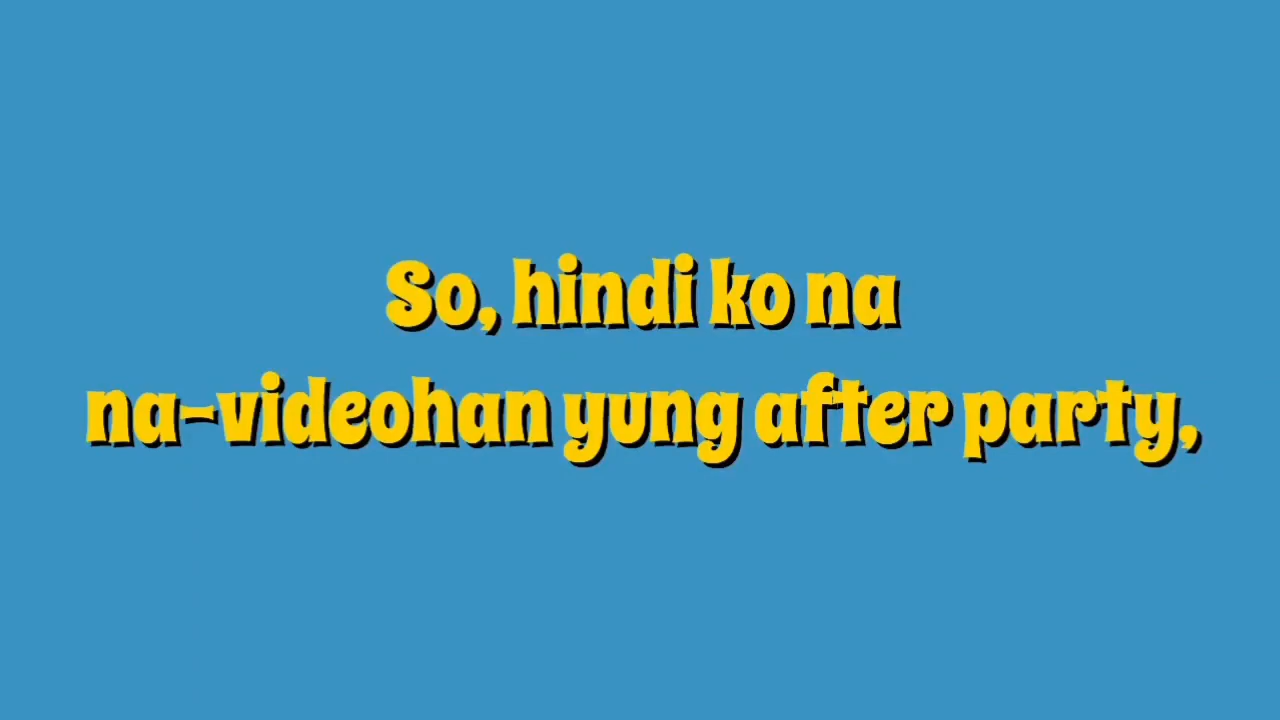 So, hindi ko na
na-videohan yung after party,